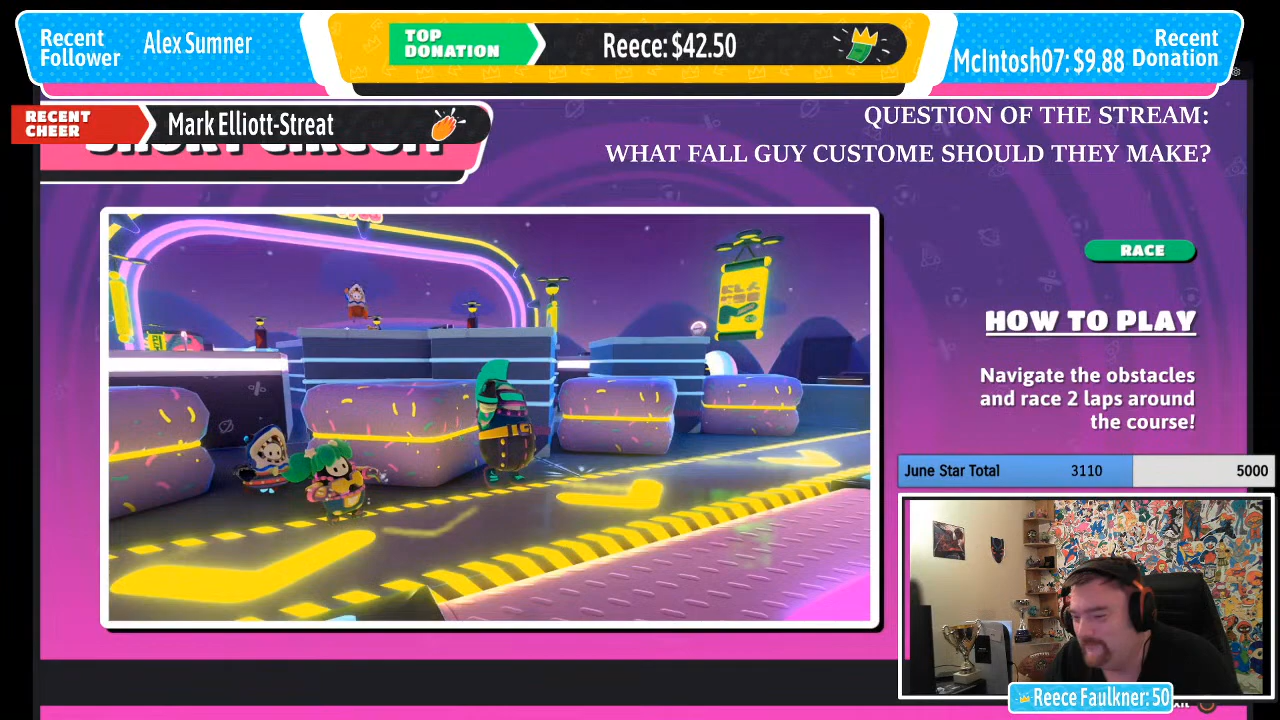 Recent
Follower
Alex Sumner
TOP
DONATION
Reece: $42.50
McIntosh07: $9.88
Recent
Donation
RECENT
CHEER
Mark Elliott-Streat
SHORT CIRCUIT
QUESTION OF THE STREAM:
WHAT FALL GUY CUSTOME SHOULD THEY MAKE?
RACE
HOW TO PLAY
Navigate the obstacles
and race 2 laps around
the course!
June Star Total 3110 5000
Reece Faulkner: 50